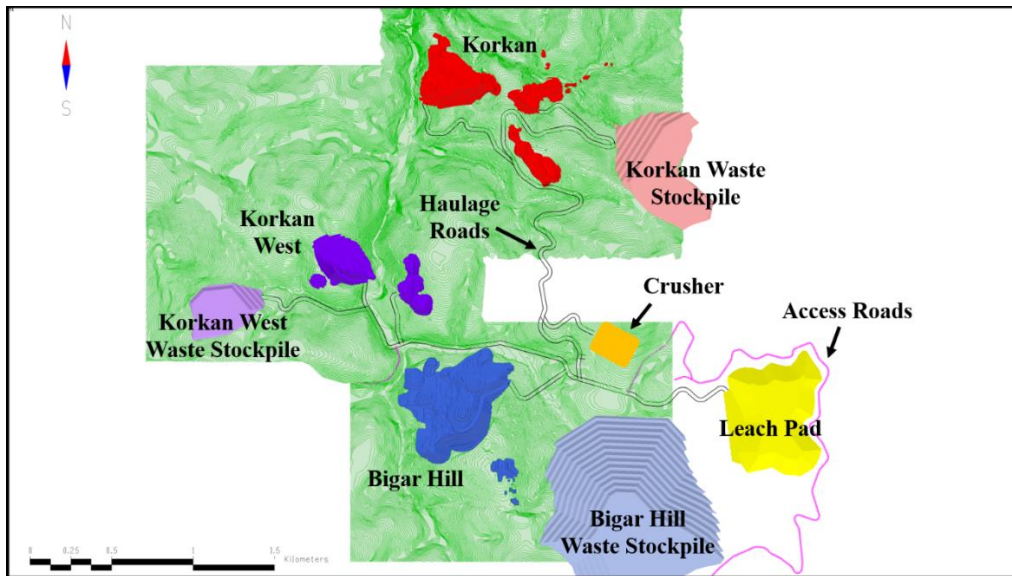 N
S
Korkan
Korkan Waste
Stockpile
Haulage
Roads
Korkan
West
Crusher
Access Roads
Korkan West
Waste Stockpile
Leach Pad
Bigar Hill
Bigar Hill
Waste Stockpile
0 0.25 0.5 1 1.5
Kilometers